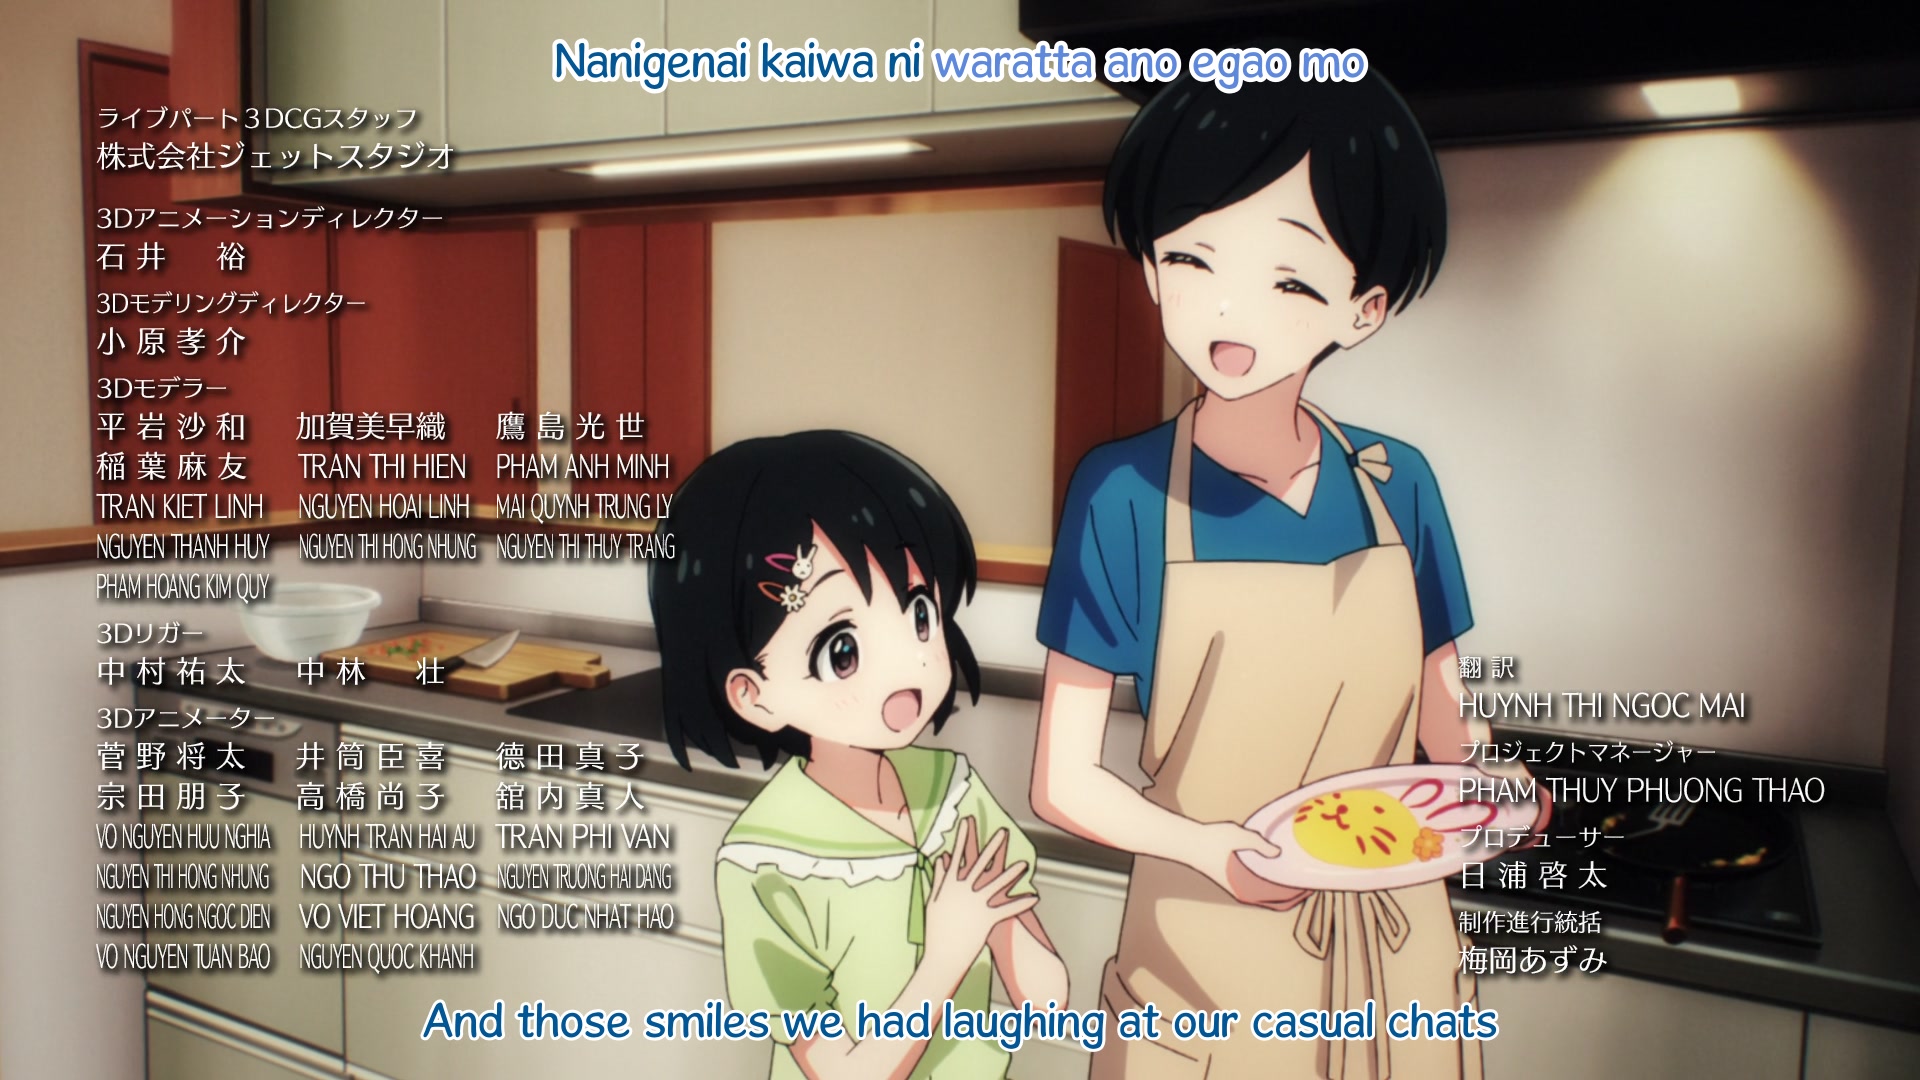 Nanigenai kaiwa ni waratta ano egao mo
ライブパート3DCGスタッフ
株式会社ジェットスタジオ
3Dアニメーションディレクター
石井 裕
3Dモデリングディレクター
小原孝介
3Dモデラー
平岩沙和 加賀美早織 鷹島光世
稲葉麻友 TRAN THI HIEN PHAM ANH MINH
TRAN KIET LINH NGUYEN HOAI LINH MAI QUYNH TRUNG LY
NGUYEN THANH HUY NGUYEN THI HONG NHUNG NGUYEN THI THUY TRANG
PHAM HOANG KIM QUY
3Dリガー
中村祐太 中林 壮
3Dアニメーター
菅野将太 井筒臣喜 德田真子
宗田朋子 高橋尚子 舘内真人
VO NGUYEN HUU NGHIA HUYNH TRAN HAI AU TRAN PHI VAN
NGUYEN THI HONG NHUNG NGO THU THAO NGUYEN TRUONG HAI DANG
NGUYEN HONG NGOC DIEN VO VIET HOANG NGO DUC NHAT HAO
VO NGUYEN TUAN BAO NGUYEN QUOC KHANH
翻訳
HUYNH THI NGOC MAI
プロジェクトマネージャー
PHAM THUY PHUONG THAO
プロデューサー
日浦啓太
制作進行統括
梅岡あずみ
And those smiles we had laughing at our casual chats